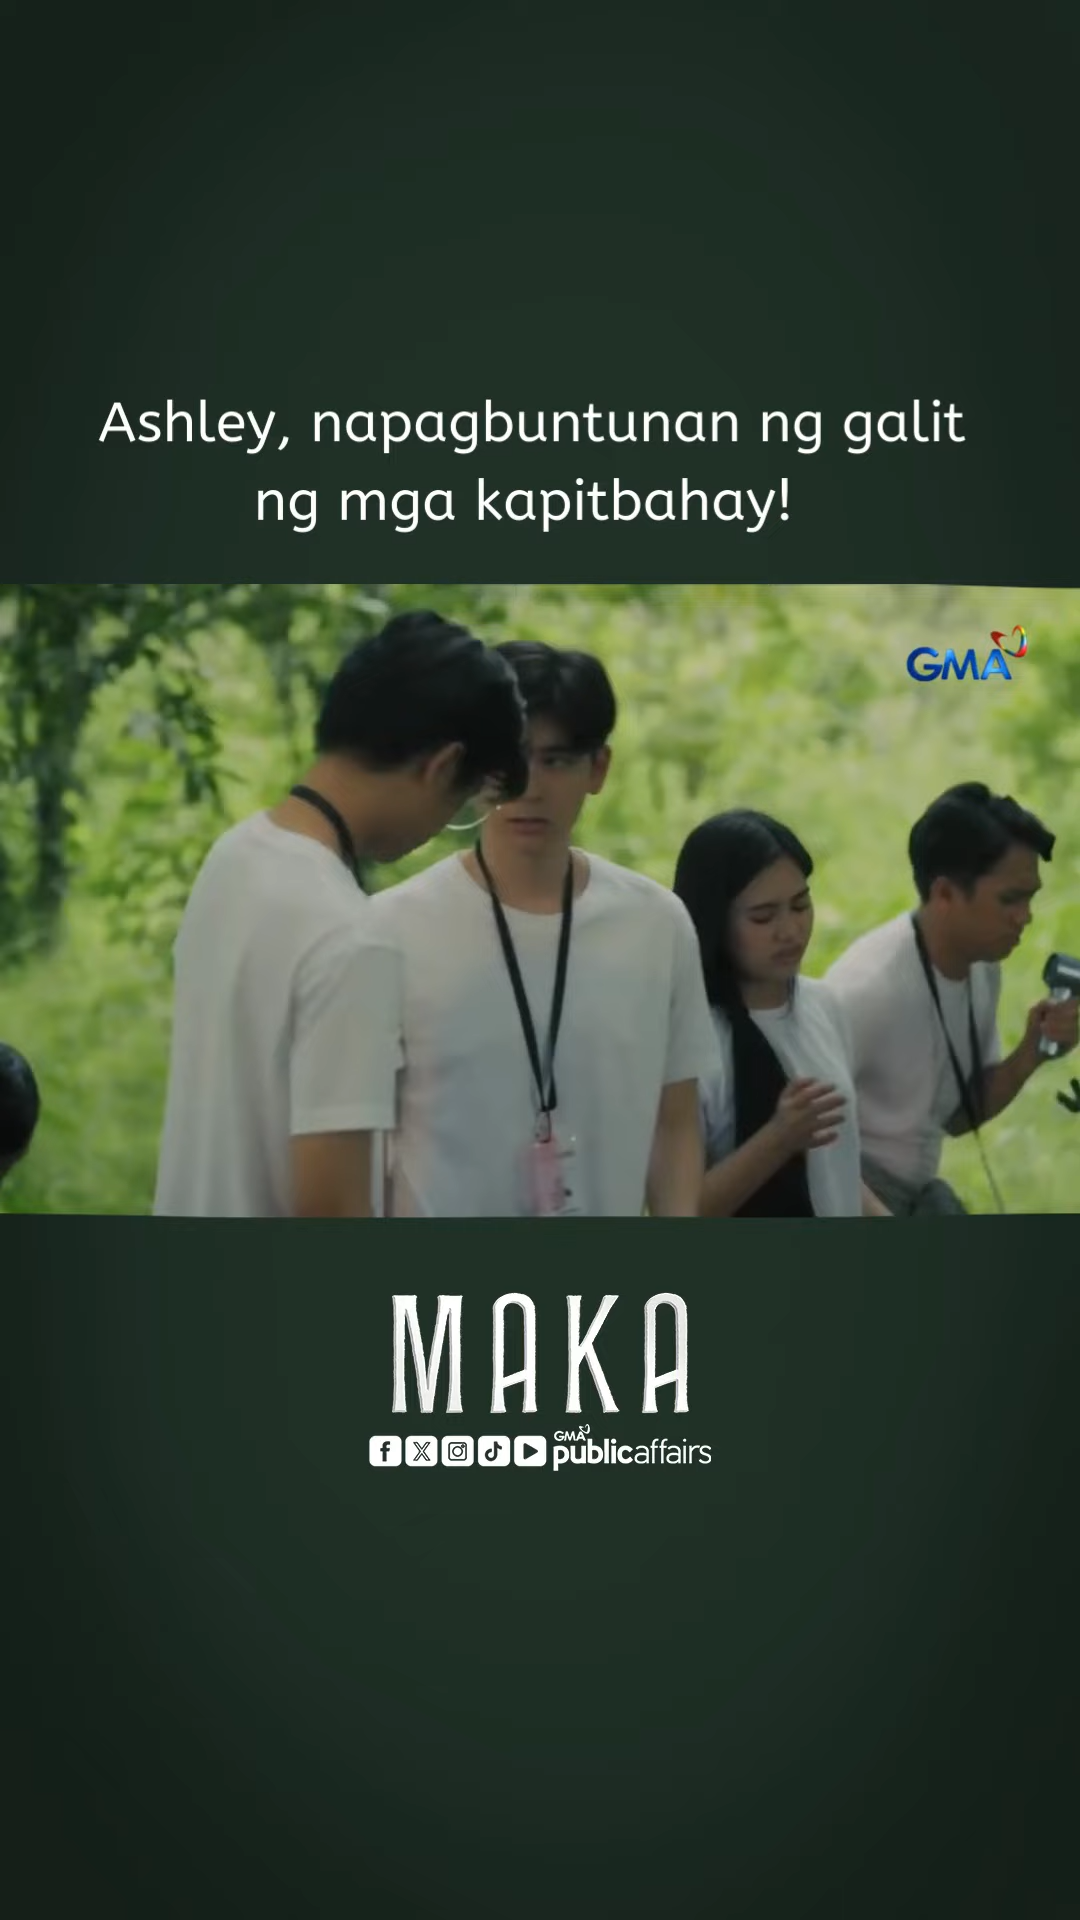 Ashley, napagbuntunan ng galit
ng mga kapitbahay!
GMA
MAKA
GMA publicaffairs